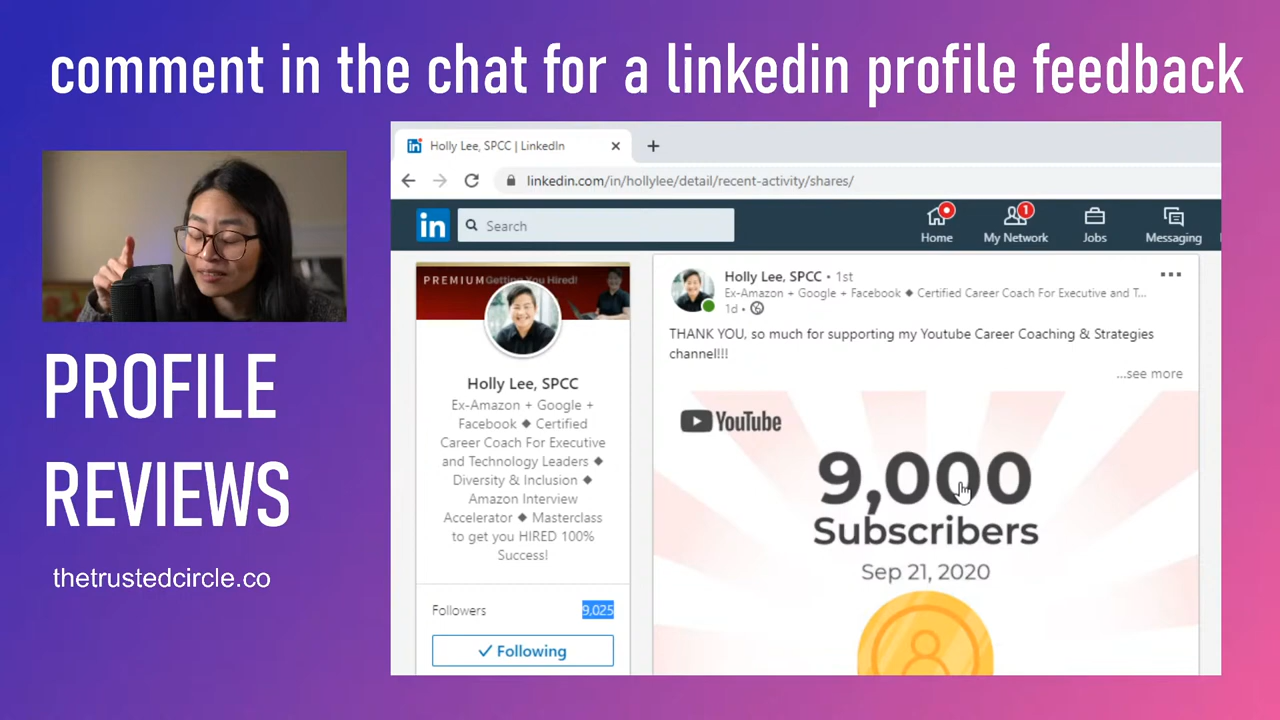 comment in the chat for a linkedin profile feedback
PROFILE
REVIEWS
thetrustedcircle.co
Holly Lee, SPCC | LinkedIn
linkedin.com/in/hollylee/detail/recent-activity/shares/
in
Search
Home
1
My Network
Jobs
Messaging
PREMIUM
Getting You Hired!
Holly Lee, SPCC
Ex-Amazon + Google +
Facebook ◆ Certified
Career Coach For Executive
and Technology Leaders ◆
Diversity & Inclusion ◆
Amazon Interview
Accelerator ◆ Masterclass
to get you HIRED 100%
Success!
Followers 9,025
Following
Holly Lee, SPCC • 1st
Ex-Amazon + Google + Facebook ◆ Certified Career Coach For Executive and T...
1d •
THANK YOU, so much for supporting my Youtube Career Coaching & Strategies
channel!!!
...see more
YouTube
9,000
Subscribers
Sep 21, 2020